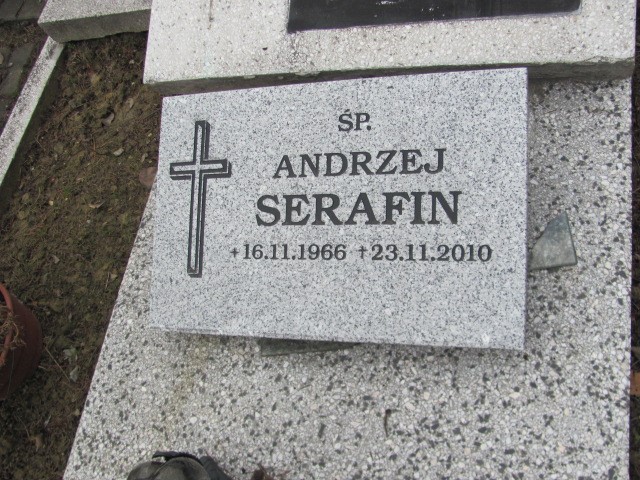 ŚP.
ANDRZEJ
SERAFIN
+16.11.1966 †23.11.2010